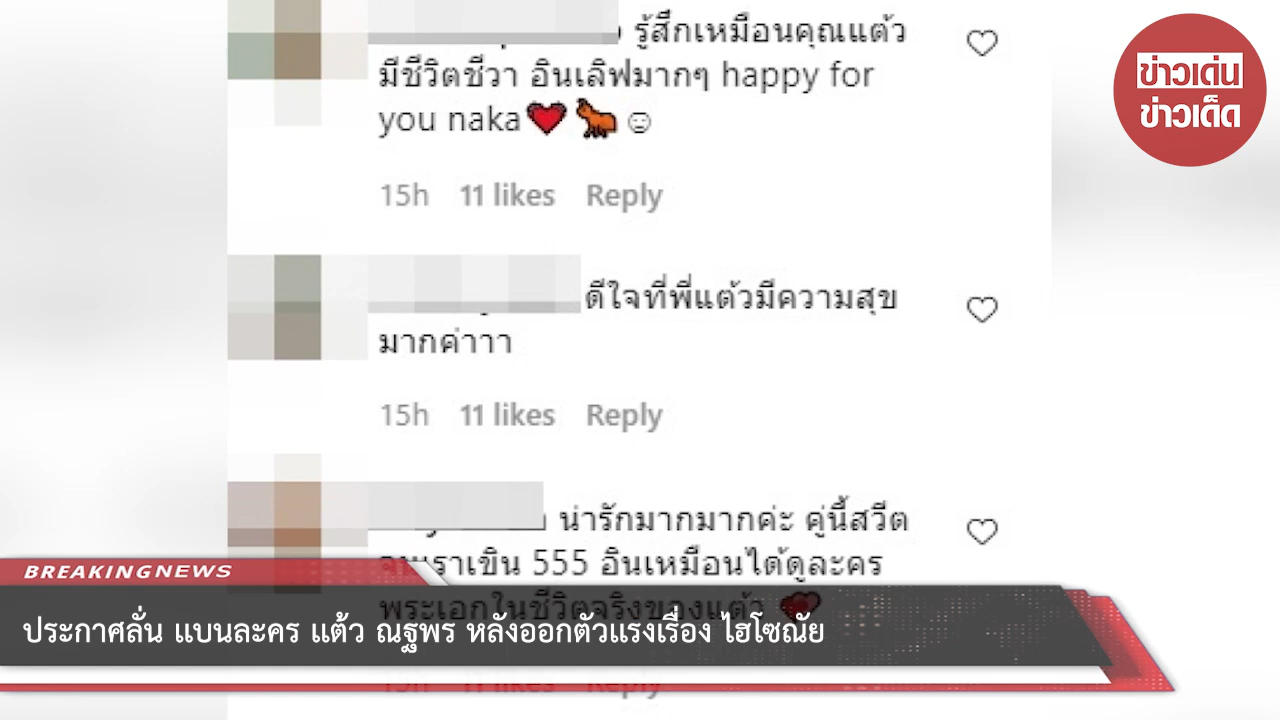 รู้สึกเหมือนคุณแต้ว
มีชีวิตชีวา อินเลิฟมากๆ happy for
you naka❤️🐂☺
15h 11 likes Reply
ดีใจที่พี่แต้วมีความสุข
มากค่าาา
15h 11 likes Reply
น่ารักมากมากค่ะ คู่นี้สวีต
จนเราเขิน 555 อินเหมือนได้ดูละคร
พระเอกในชีวิตจริงของแต้ว ❤️
15h 11 likes Reply
ข่าวเด่น
ข่าวเด็ด
BREAKING NEWS
ประกาศลั่น แบนละคร แต้ว ณฐพร หลังออกตัวแรงเรื่อง ไฮโซณัย